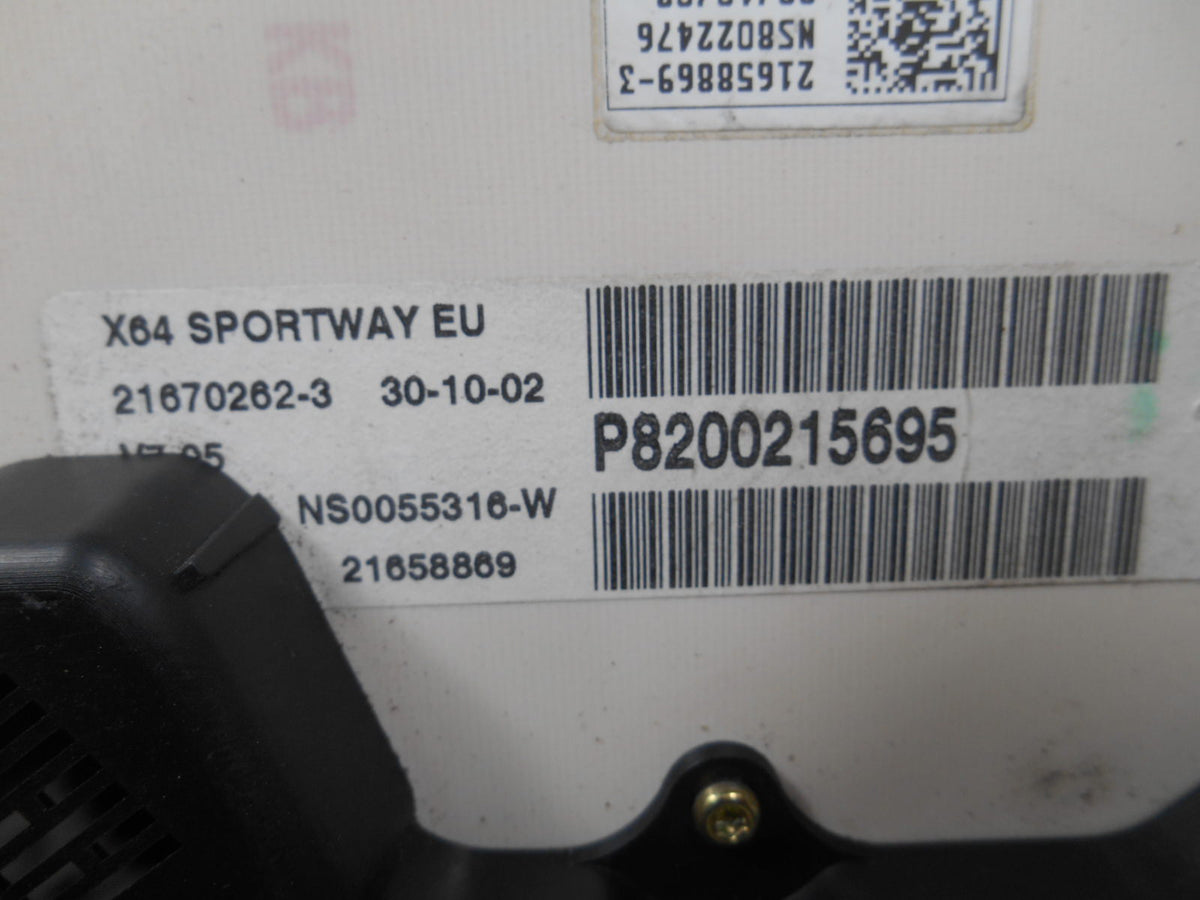 NS8022476
21658869-3
X64 SPORTWAY EU
21670262-3 30-10-02
P8200215695
NS0055316-W
21658869